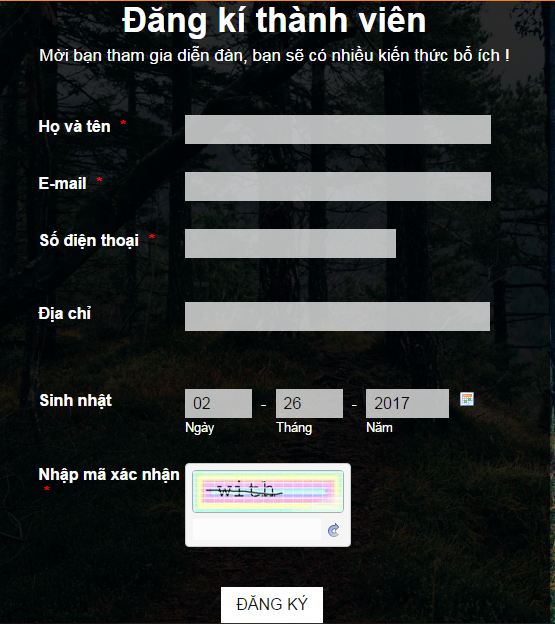 Đăng kí thành viên
Mời bạn tham gia diễn đàn, bạn sẽ có nhiều kiến thức bổ ích !
Họ và tên *
E-mail *
Số điện thoại *
Địa chỉ
Sinh nhật 02 - 26 - 2017
Ngày Tháng Năm
Nhập mã xác nhận * with
ĐĂNG KÝ